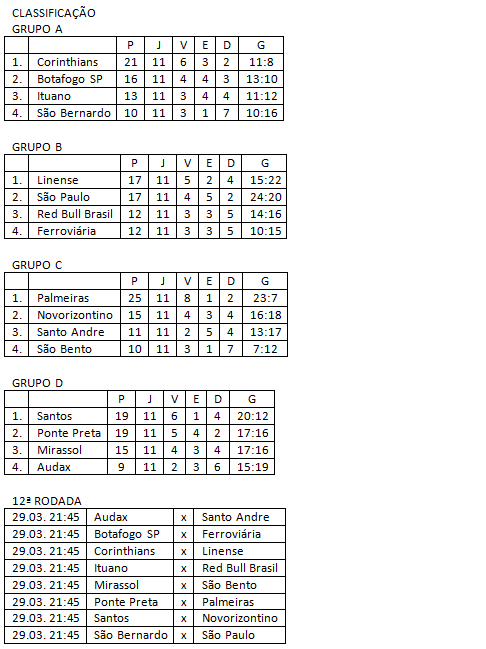 CLASSIFICAÇÃO
GRUPO A
P J V E D G
1. Corinthians 21 11 6 3 2 11:8
2. Botafogo SP 16 11 4 4 3 13:10
3. Ituano 13 11 3 4 4 11:12
4. São Bernardo 10 11 3 1 7 10:16
GRUPO B
P J V E D G
1. Linense 17 11 5 2 4 15:22
2. São Paulo 17 11 4 5 2 24:20
3. Red Bull Brasil 12 11 3 3 5 14:16
4. Ferroviária 12 11 3 3 5 10:15
GRUPO C
P J V E D G
1. Palmeiras 25 11 8 1 2 23:7
2. Novorizontino 15 11 4 3 4 16:18
3. Santo Andre 11 11 2 5 4 13:17
4. São Bento 10 11 3 1 7 7:12
GRUPO D
P J V E D G
1. Santos 19 11 6 1 4 20:12
2. Ponte Preta 19 11 5 4 2 17:16
3. Mirassol 15 11 4 3 4 17:16
4. Audax 9 11 2 3 6 15:19
12ª RODADA
29.03. 21:45 Audax x Santo Andre
29.03. 21:45 Botafogo SP x Ferroviária
29.03. 21:45 Corinthians x Linense
29.03. 21:45 Ituano x Red Bull Brasil
29.03. 21:45 Mirassol x São Bento
29.03. 21:45 Ponte Preta x Palmeiras
29.03. 21:45 Santos x Novorizontino
29.03. 21:45 São Bernardo x São Paulo